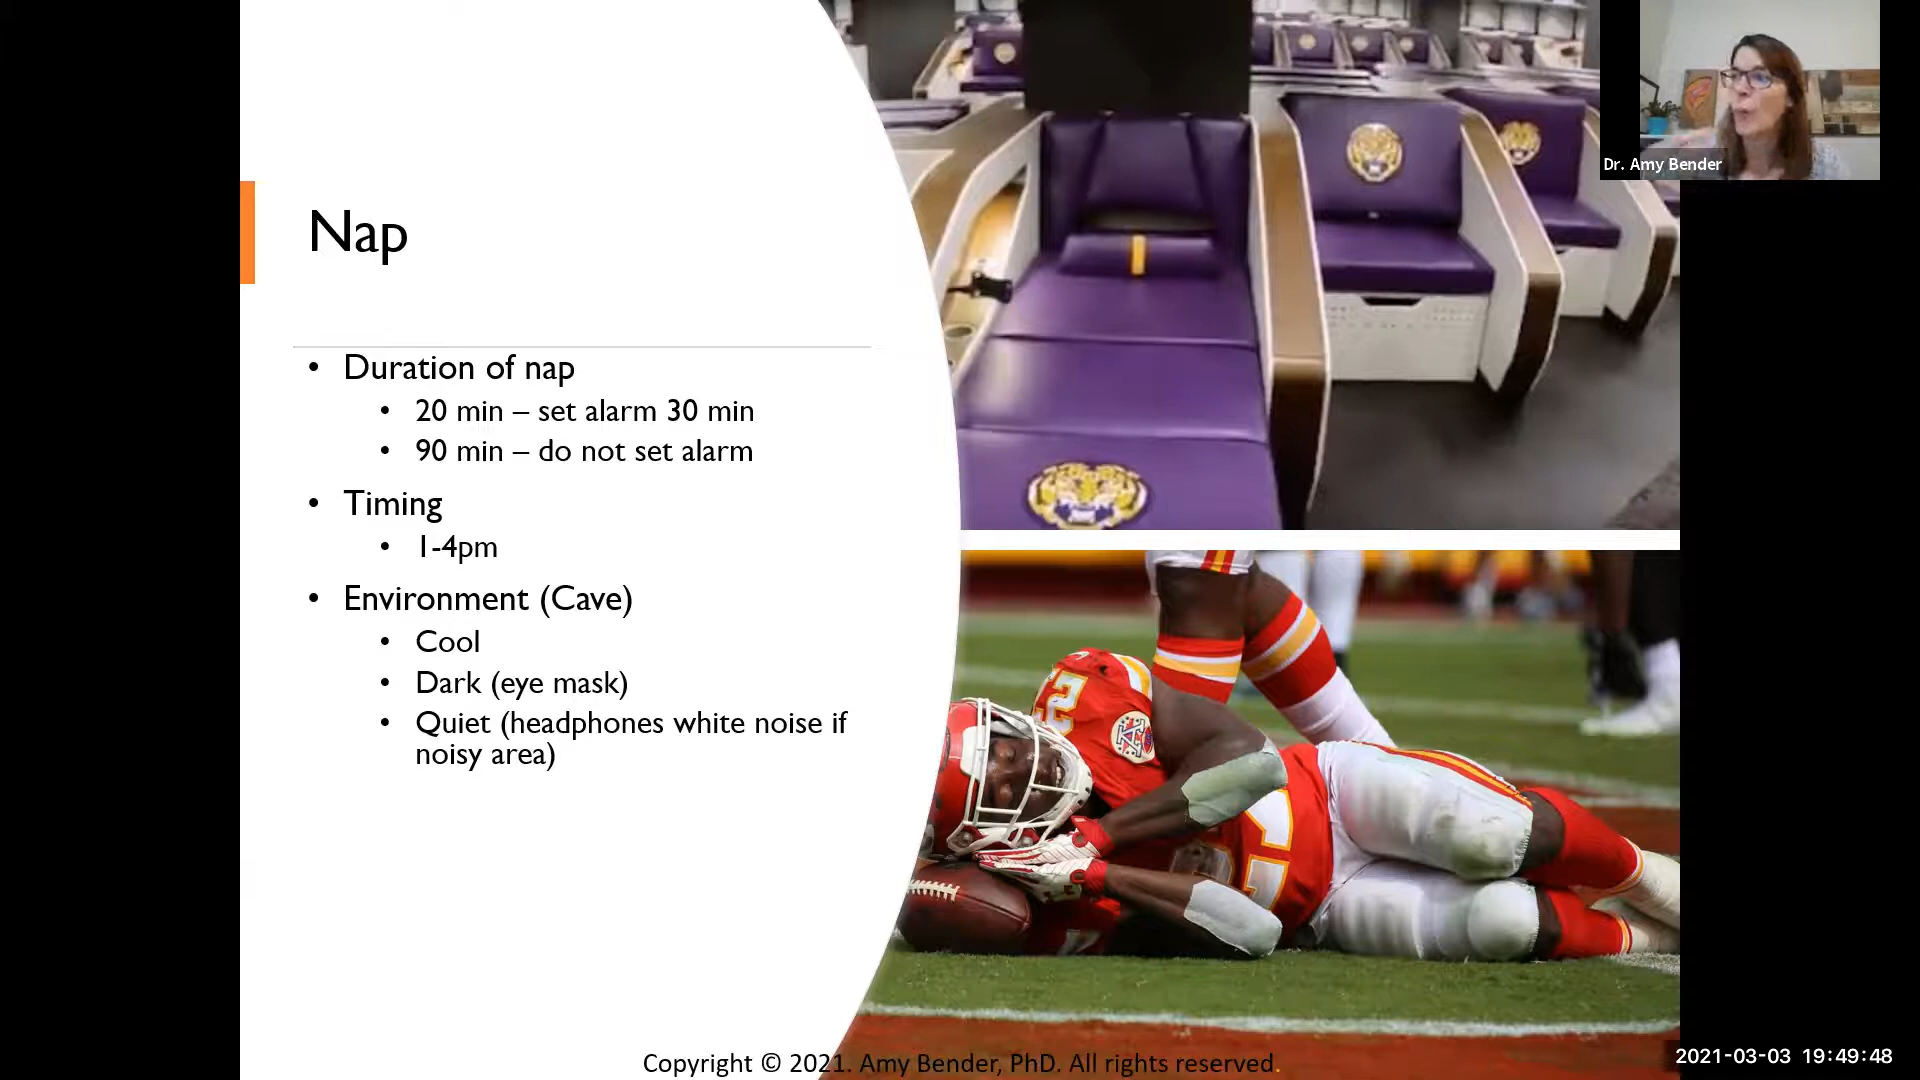 Dr. Amy Bender
Nap
• Duration of nap
• 20 min – set alarm 30 min
• 90 min – do not set alarm
• Timing
• 1-4pm
• Environment (Cave)
• Cool
• Dark (eye mask)
• Quiet (headphones white noise if
noisy area)
Copyright © 2021. Amy Bender, PhD. All rights reserved.
2021-03-03 19:49:48